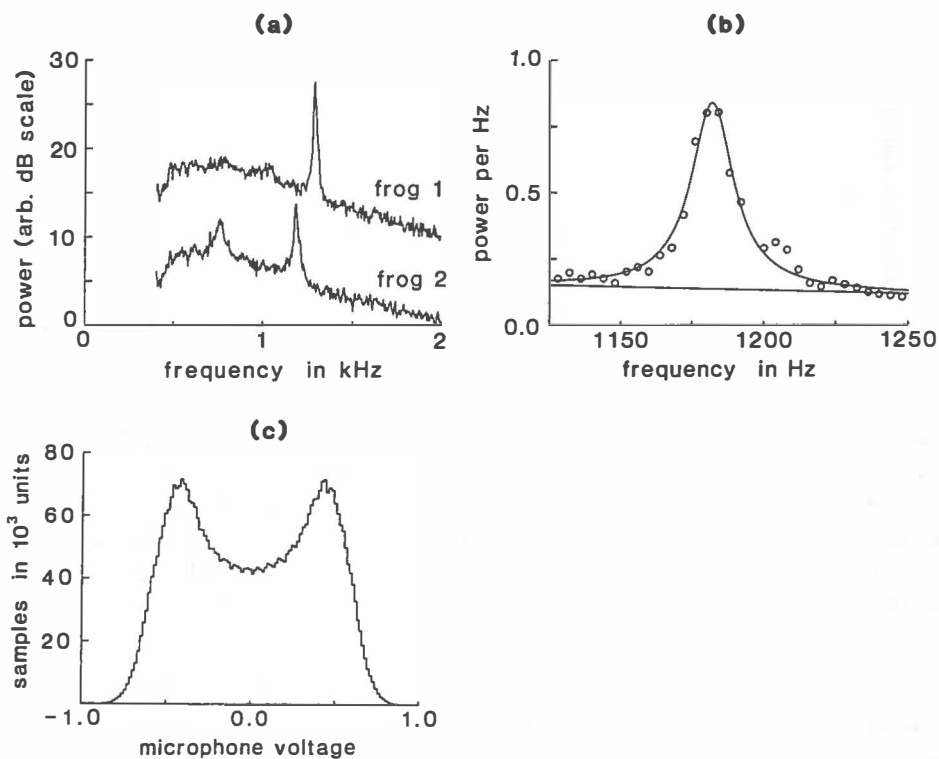 (a)
power (arb. dB scale)
30
20
10
0
frog 1
frog 2
0
1
2
frequency in kHz
(b)
power per Hz
1.0
0.5
0.0
1150
1200
1250
frequency in Hz
(c)
samples in 10³ units
80
60
40
20
-1.0
0.0
1.0
microphone voltage